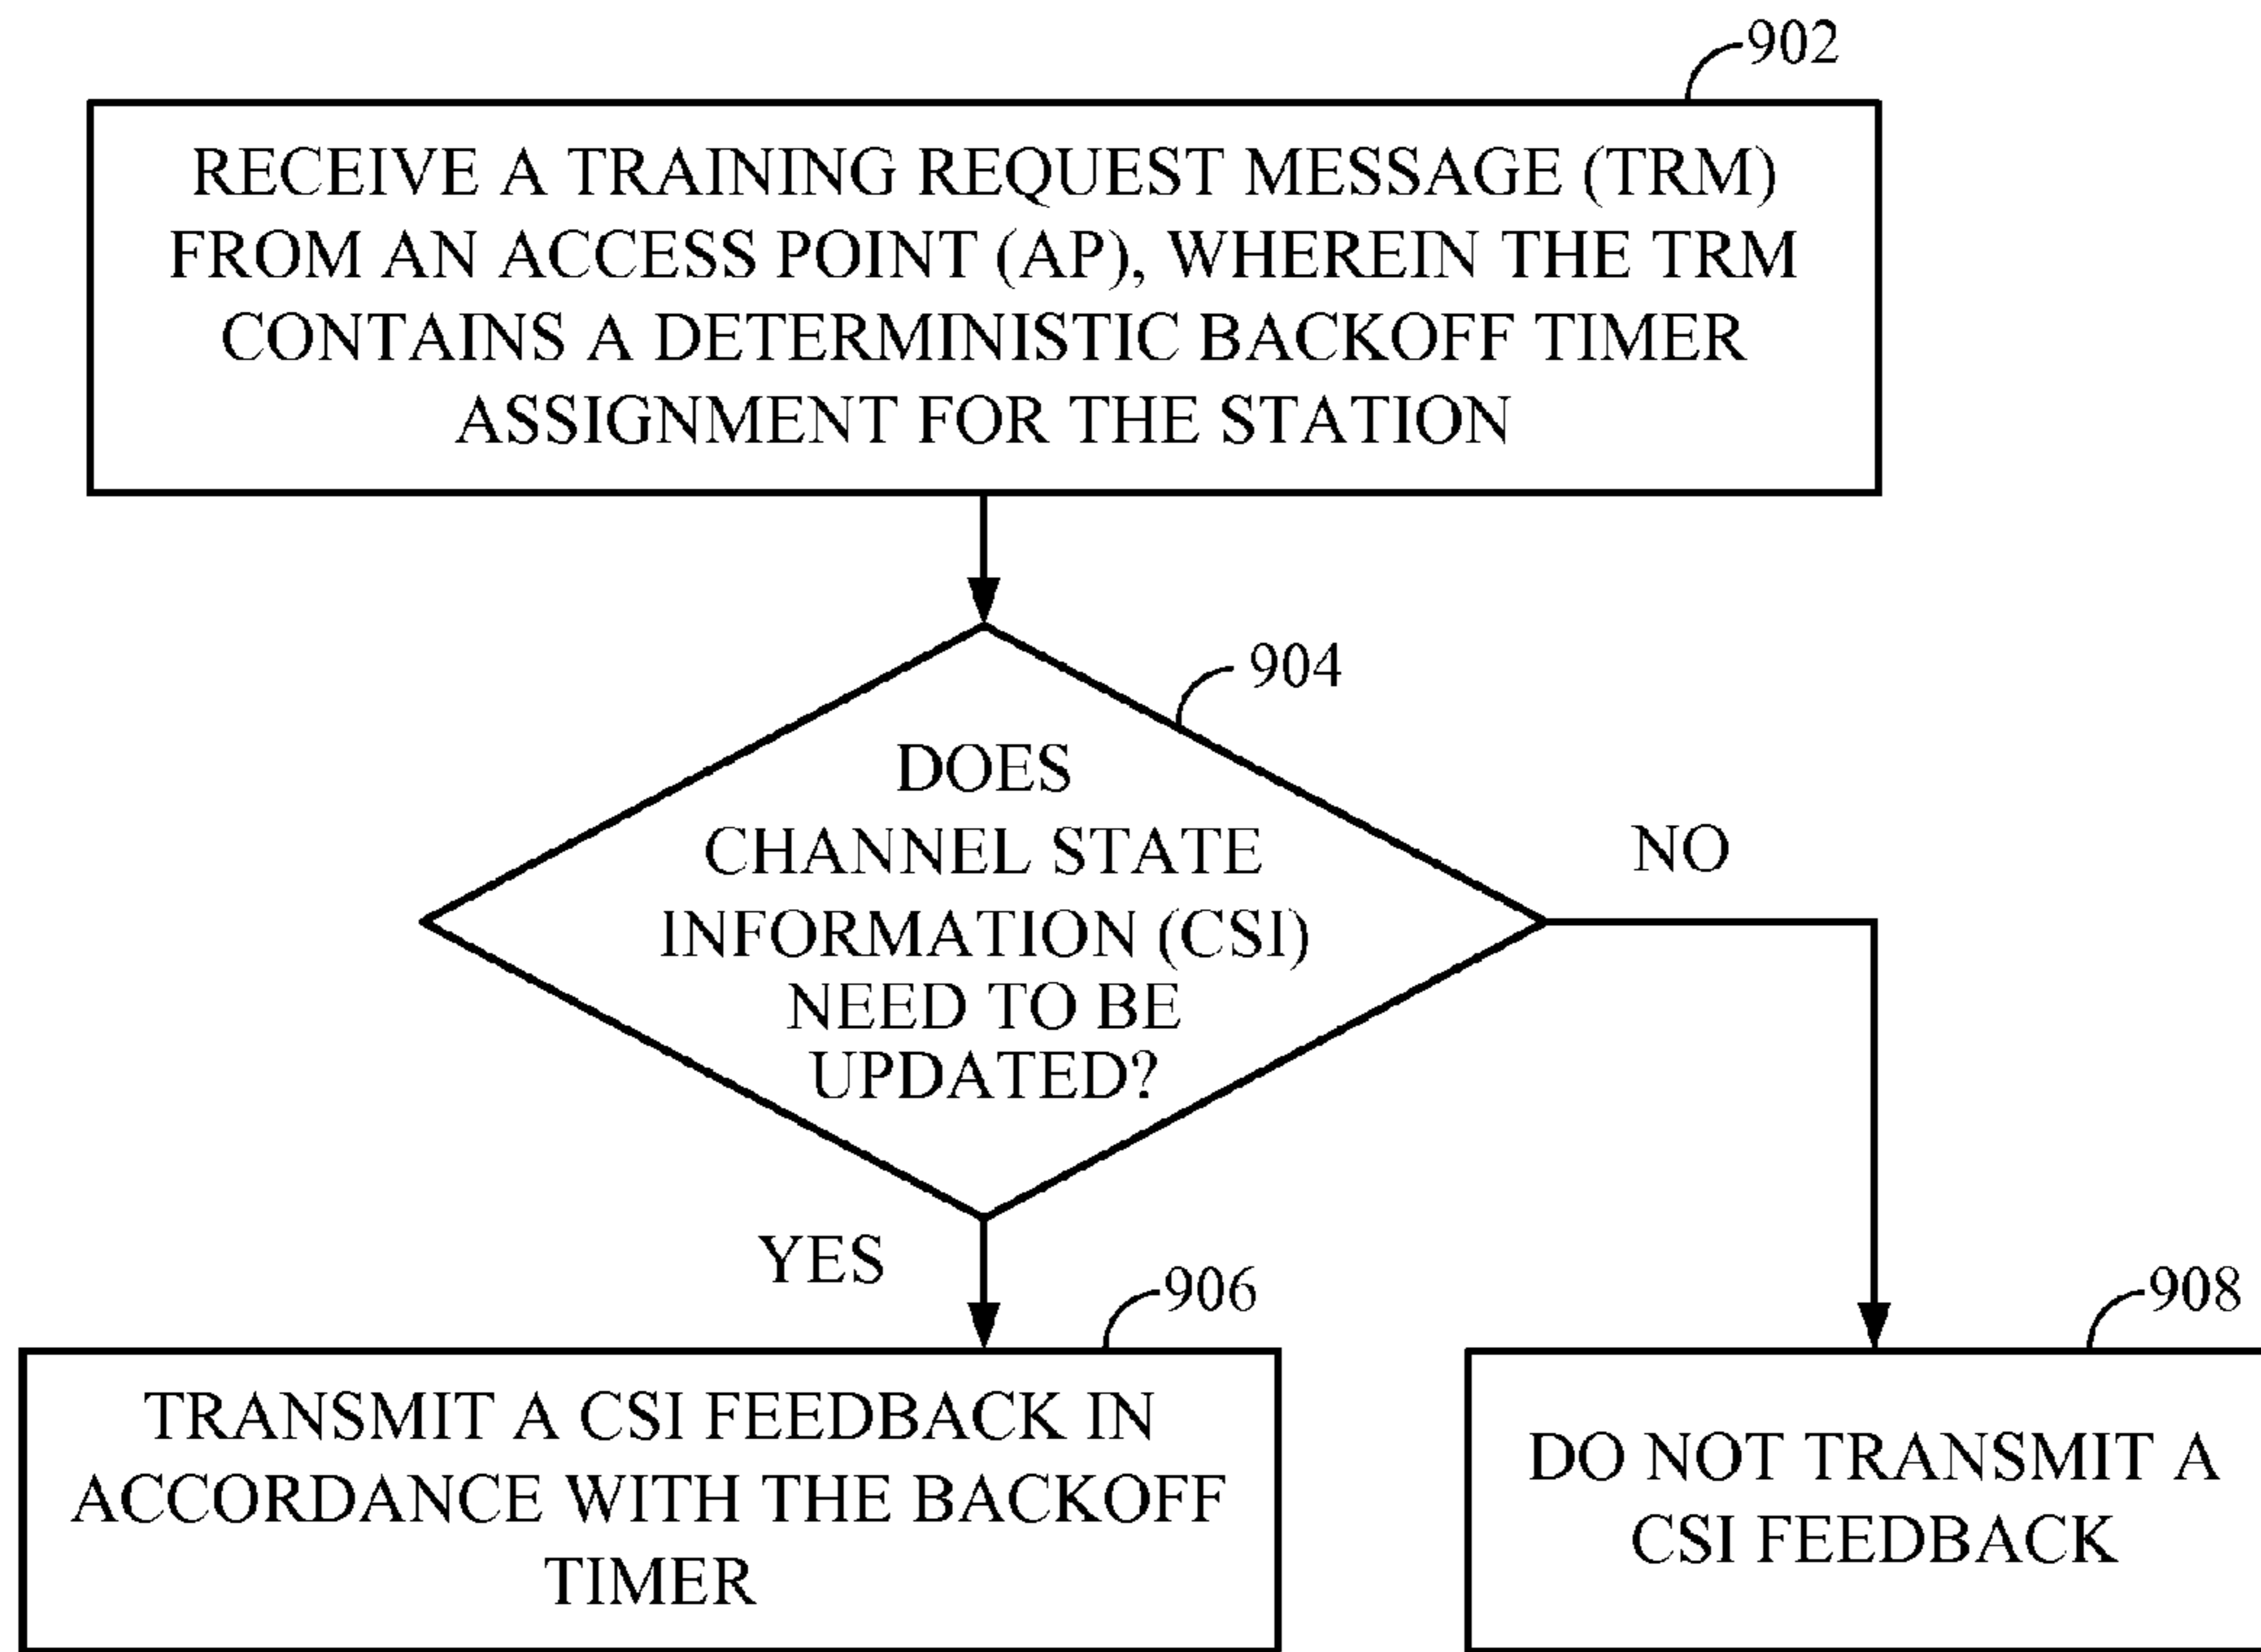 902
RECEIVE A TRAINING REQUEST MESSAGE (TRM)
FROM AN ACCESS POINT (AP), WHEREIN THE TRM
CONTAINS A DETERMINISTIC BACKOFF TIMER
ASSIGNMENT FOR THE STATION
904
DOES
CHANNEL STATE
INFORMATION (CSI)
NEED TO BE
UPDATED?
NO
YES
906
TRANSMIT A CSI FEEDBACK IN
ACCORDANCE WITH THE BACKOFF
TIMER
908
DO NOT TRANSMIT A
CSI FEEDBACK